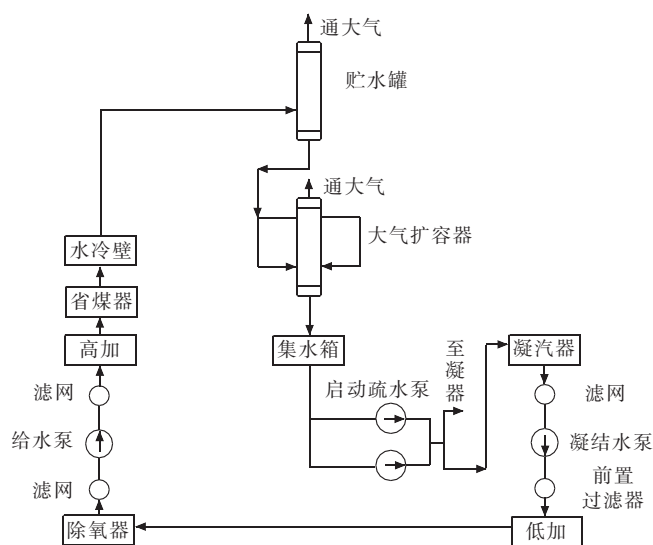 通大气
贮水罐
通大气
大气扩容器
水冷壁
省煤器
高加
集水箱
至凝器
凝汽器
滤网
启动疏水泵
滤网
给水泵
凝结水泵
滤网
前置
过滤器
除氧器
低加